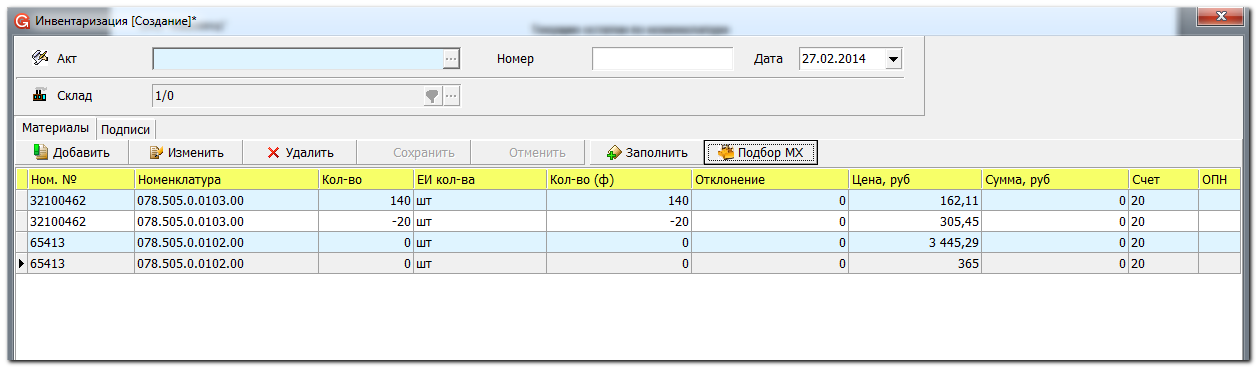 Инвентаризация [Создание]*
Акт ... Номер Дата 27.02.2014
Склад 1/0 ...
Материалы Подписи
Добавить Изменить Удалить Сохранить Отменить Заполнить Подбор МХ
Ном. № Номенклатура Кол-во ЕИ кол-ва Кол-во (ф) Отклонение Цена, руб Сумма, руб Счет ОПН
32100462 078.505.0.0103.00 140 шт 140 0 162,11 0 20
32100462 078.505.0.0103.00 -20 шт -20 0 305,45 0 20
65413 078.505.0.0102.00 0 шт 0 0 3 445,29 0 20
65413 078.505.0.0102.00 0 шт 0 0 365 0 20